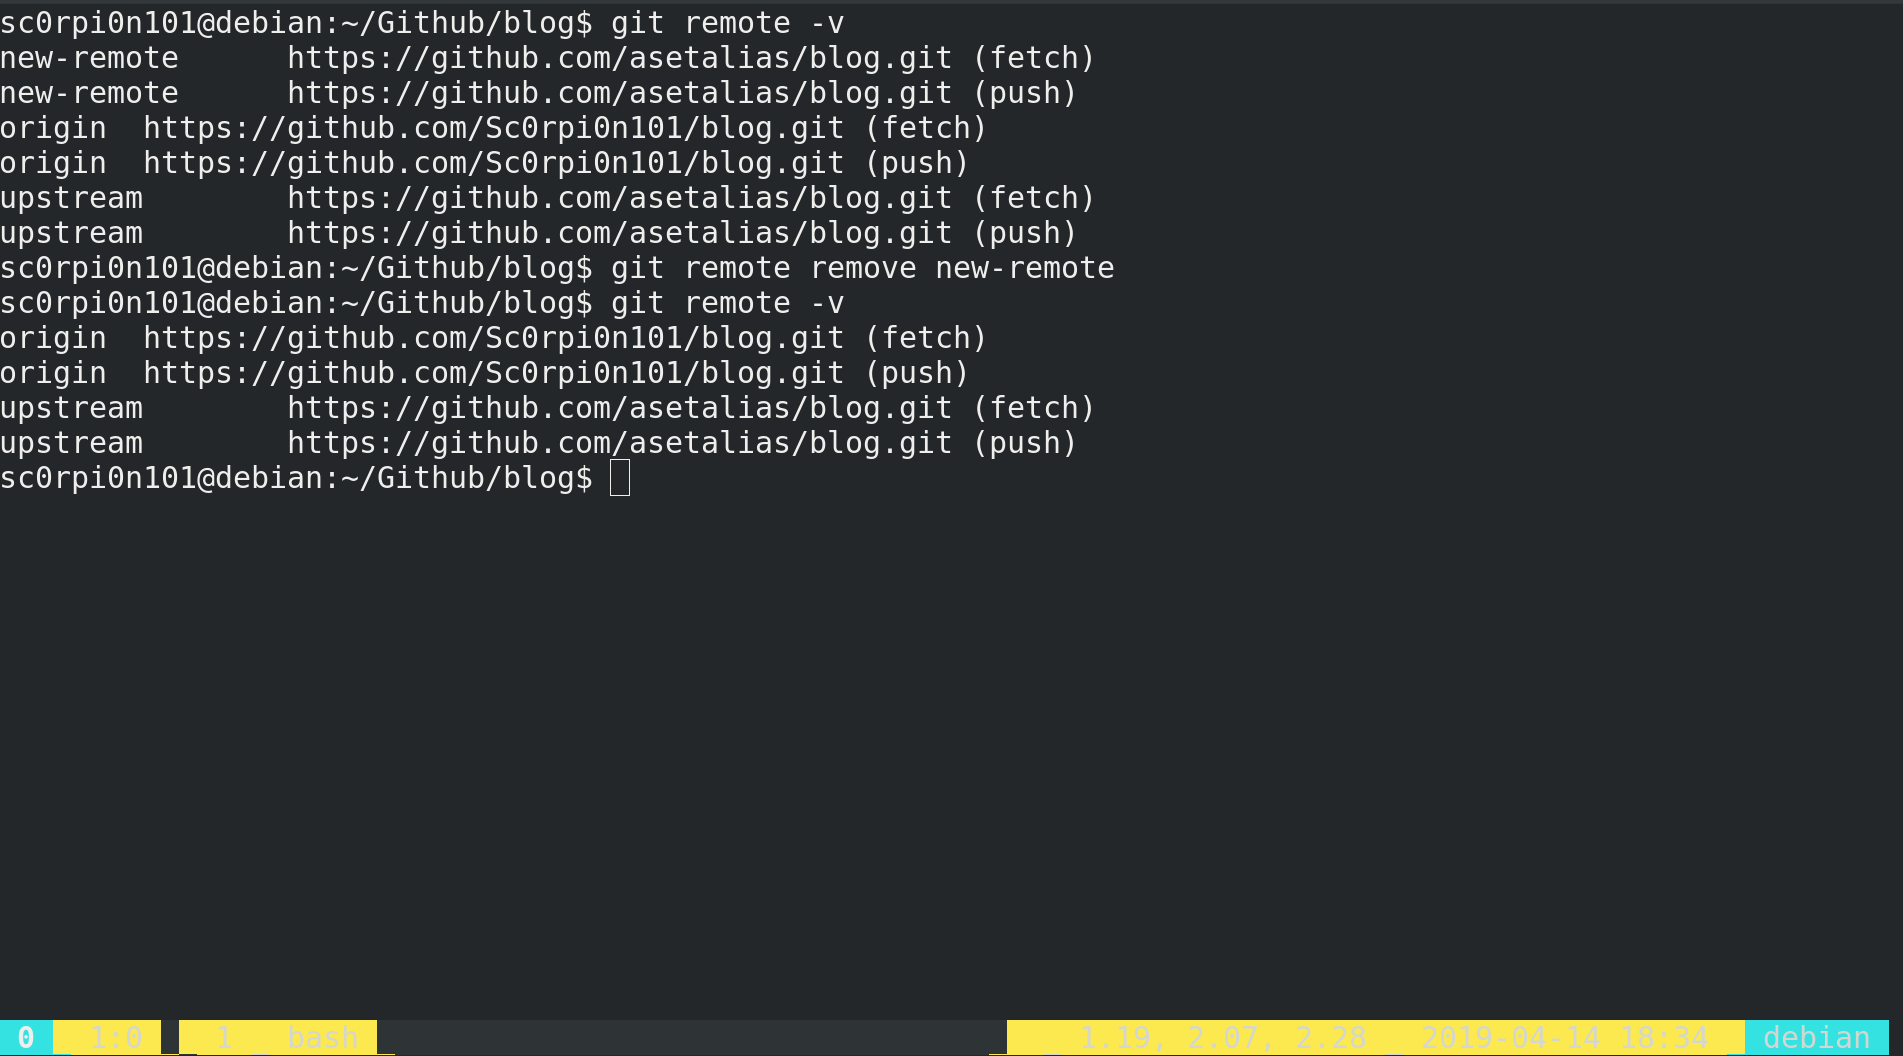 sc0rpi0n101@debian:~/Github/blog$ git remote -v
new-remote      https://github.com/asetalias/blog.git (fetch)
new-remote      https://github.com/asetalias/blog.git (push)
origin  https://github.com/Sc0rpi0n101/blog.git (fetch)
origin  https://github.com/Sc0rpi0n101/blog.git (push)
upstream        https://github.com/asetalias/blog.git (fetch)
upstream        https://github.com/asetalias/blog.git (push)
sc0rpi0n101@debian:~/Github/blog$ git remote remove new-remote
sc0rpi0n101@debian:~/Github/blog$ git remote -v
origin  https://github.com/Sc0rpi0n101/blog.git (fetch)
origin  https://github.com/Sc0rpi0n101/blog.git (push)
upstream        https://github.com/asetalias/blog.git (fetch)
upstream        https://github.com/asetalias/blog.git (push)
sc0rpi0n101@debian:~/Github/blog$
0 1:0 1 bash 1.19, 2.07, 2.28 2019-04-14 18:34 debian